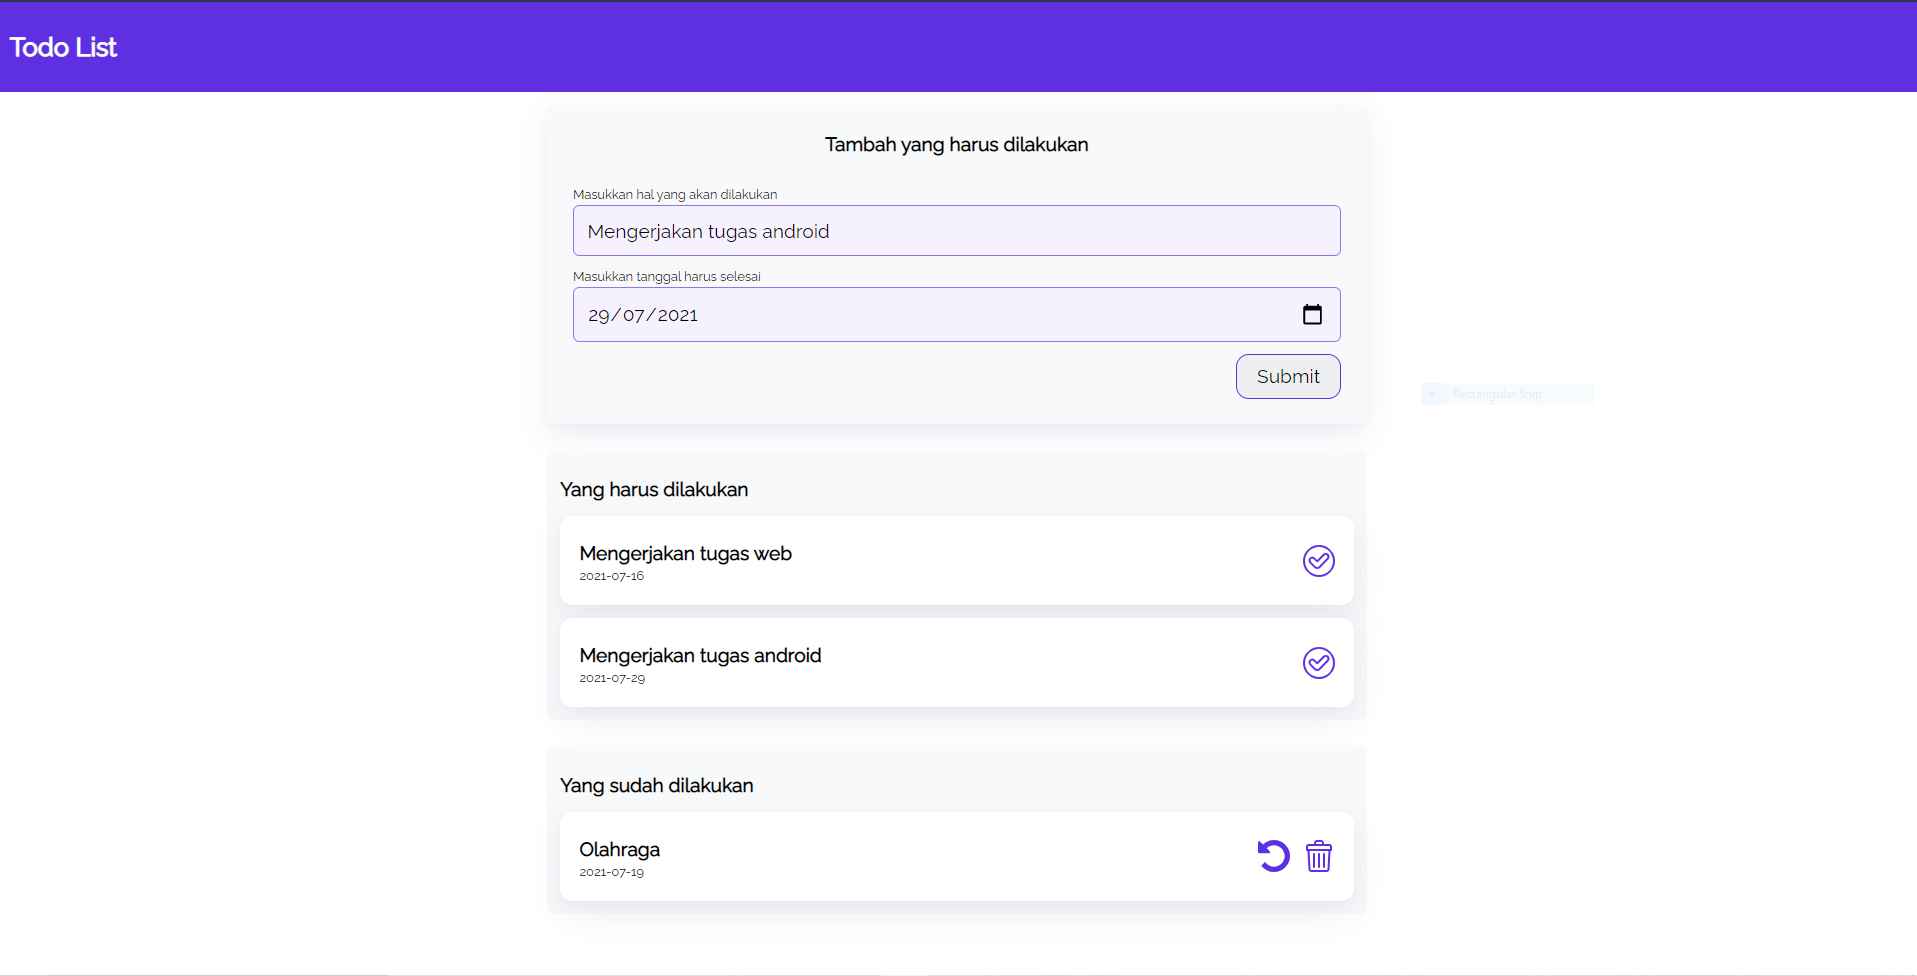 Todo List
Tambah yang harus dilakukan
Masukkan hal yang akan dilakukan
Mengerjakan tugas android
Masukkan tanggal harus selesai
29/07/2021
Submit
Rectangular Snip
Yang harus dilakukan
Mengerjakan tugas web
2021-07-16
Mengerjakan tugas android
2021-07-29
Yang sudah dilakukan
Olahraga
2021-07-19